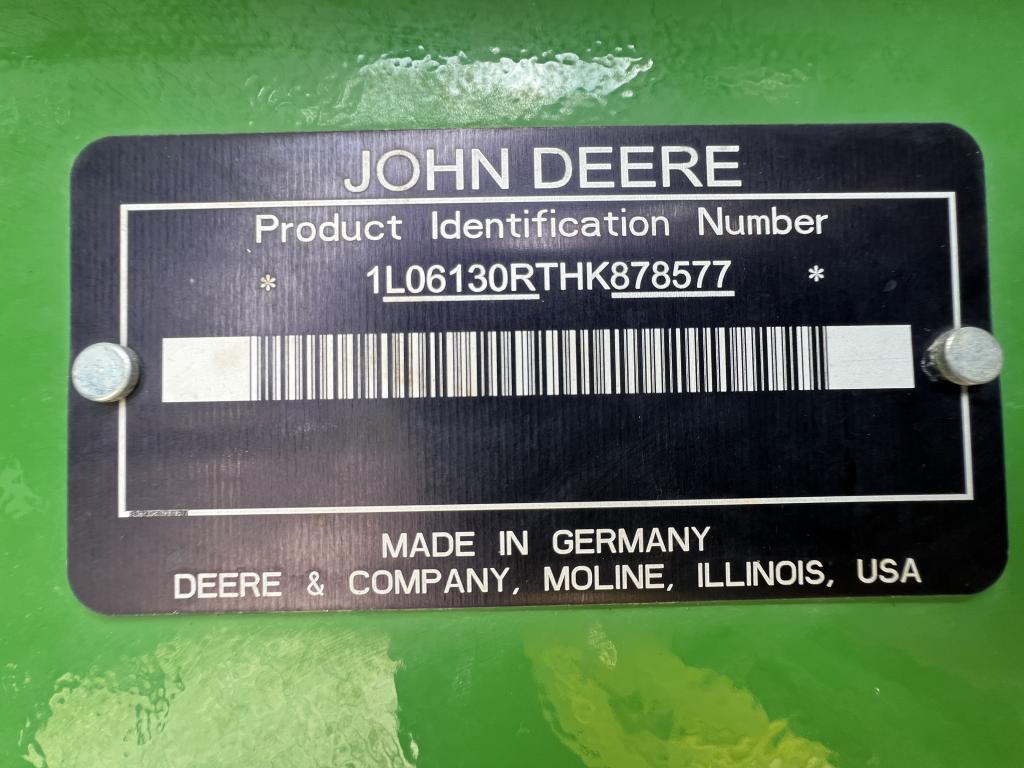 JOHN DEERE
Product Identification Number
* 1L06130RTHK878577 *
MADE IN GERMANY
DEERE & COMPANY, MOLINE, ILLINOIS, USA